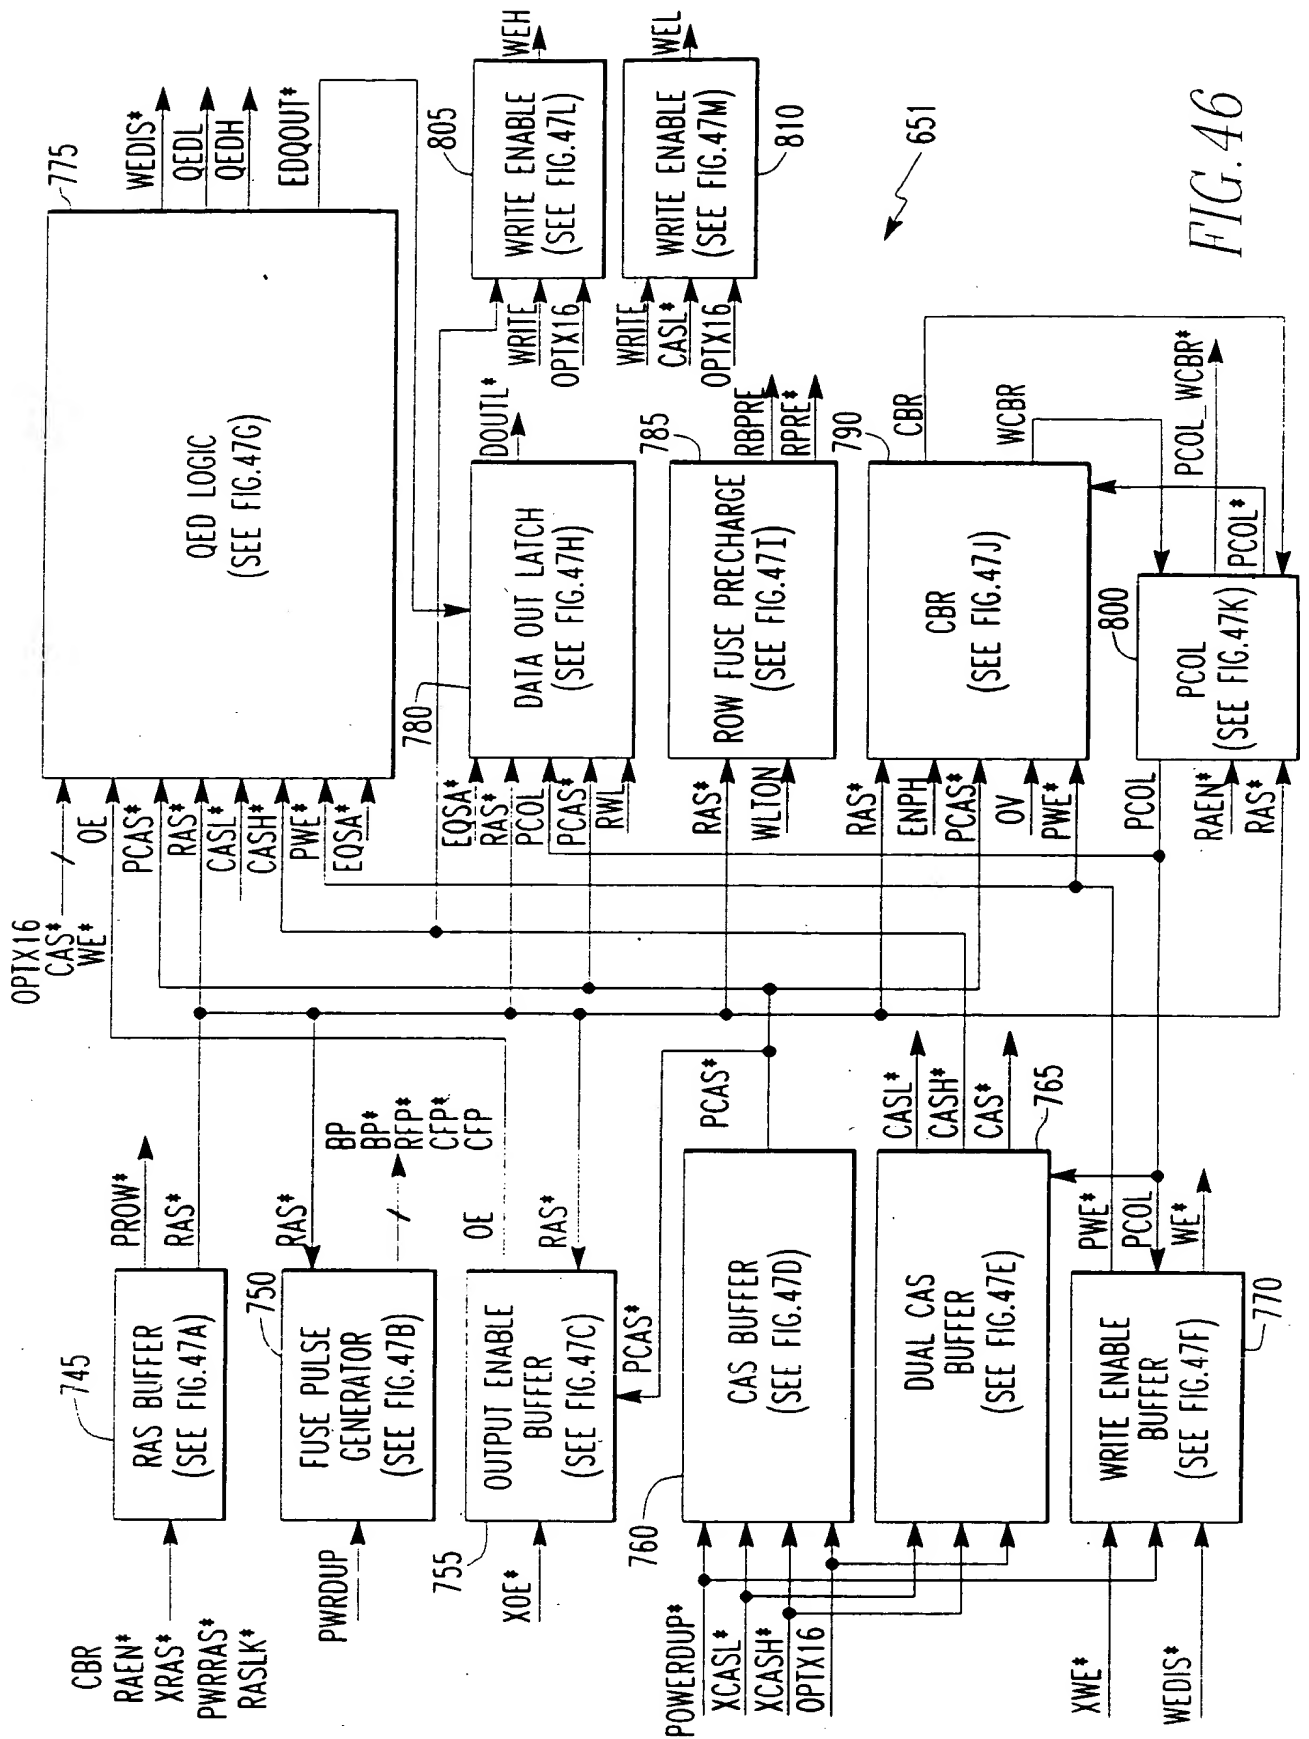 CBR
RAEN*
XRAS*
PWRRAS*
RASLK*
745
RAS BUFFER
(SEE FIG.47A)
PROW*
RAS*
PWRDUP
750
FUSE PULSE
GENERATOR
(SEE FIG.47B)
RAS*
BP
BP*
RFP*
CFP*
CFP
XOE*
755
OUTPUT ENABLE
BUFFER
(SEE FIG.47C)
OE
RAS*
PCAS*
POWERDUP*
XCASL*
XCASH*
OPTX16
760
CAS BUFFER
(SEE FIG.47D)
PCAS*
DUAL CAS
BUFFER
(SEE FIG.47E)
CASL*
CASH*
CAS*
765
XWE*
WEDIS*
WRITE ENABLE
BUFFER
(SEE FIG.47F)
PWE*
PCOL
WE*
770
OPTX16
CAS*
WE*
OE
PCAS*
RAS*
CASL*
CASH*
PWE*
EQSA*
QED LOGIC
(SEE FIG.47G)
775
WEDIS*
QEDL
QEDH
EDQOUT*
EQSA*
RAS*
PCOL
PCAS*
RWL
780
DATA OUT LATCH
(SEE FIG.47H)
DOUTL*
RAS*
WLTON
ROW FUSE PRECHARGE
(SEE FIG.47I)
785
RBPRE
RPRE*
RAS*
ENPH
PCAS*
OV
PWE*
CBR
(SEE FIG.47J)
790
CBR
WCBR
PCOL
RAEN*
RAS*
PCOL
(SEE FIG.47K)
800
PCOL_WCBR*
PCOL*
WRITE
OPTX16
WRITE ENABLE
(SEE FIG.47L)
805
WEH
WRITE
CASL*
OPTX16
WRITE ENABLE
(SEE FIG.47M)
810
WEL
651
FIG. 46